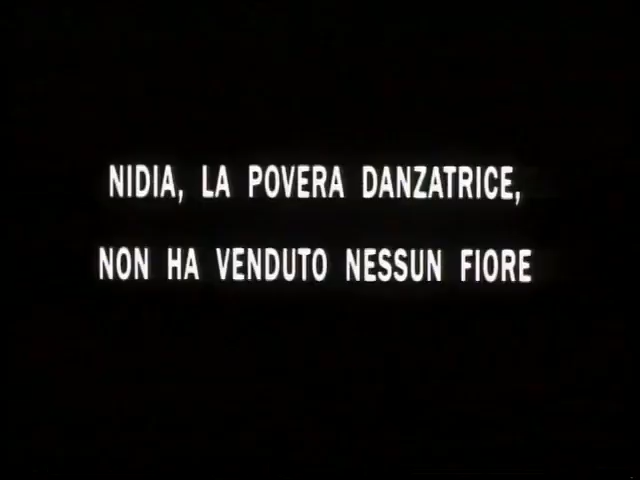 NIDIA, LA POVERA DANZATRICE,
NON HA VENDUTO NESSUN FIORE